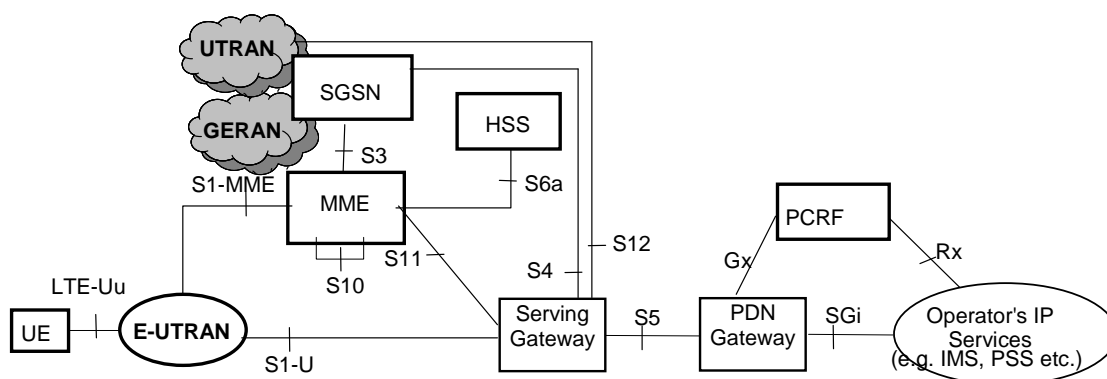 UTRAN
SGSN
GERAN
HSS
S3
S1-MME
S6a
MME
PCRF
S12
S11
Gx
Rx
S4
S10
LTE-Uu
UE
E-UTRAN
S1-U
Serving
Gateway
S5
PDN
Gateway
SGi
Operator's IP
Services
(e.g. IMS, PSS etc.)